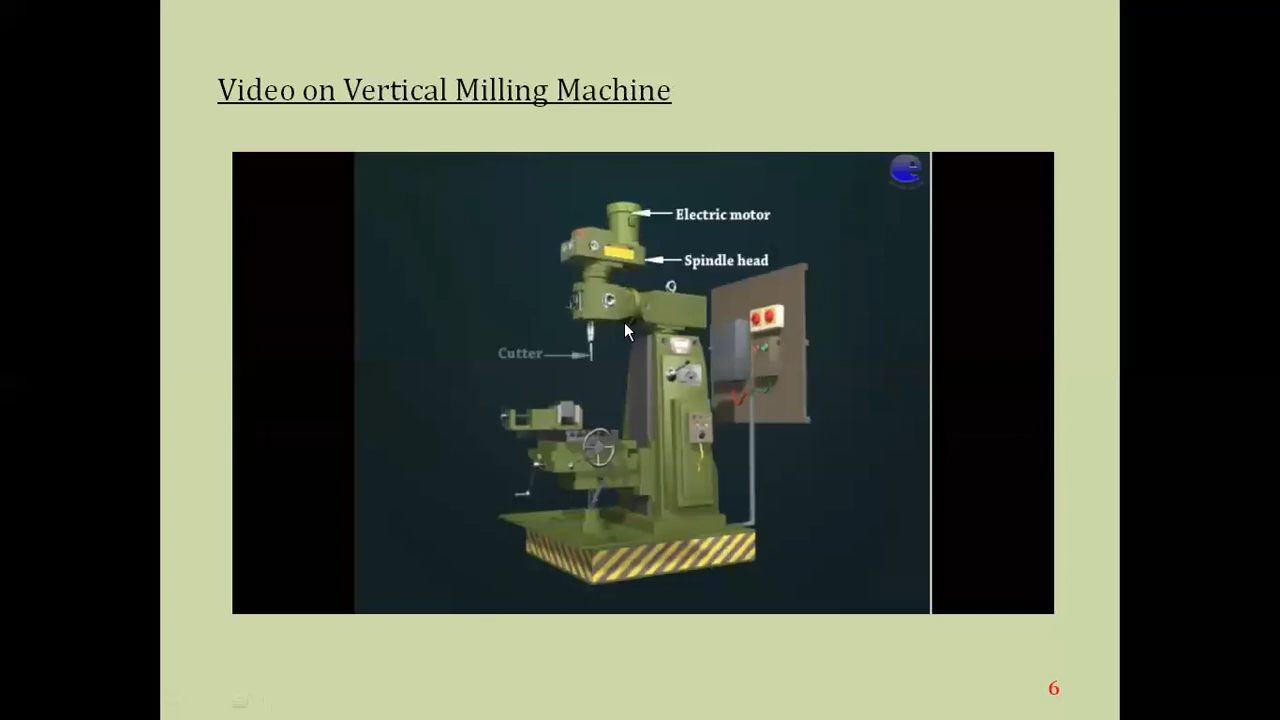 Video on Vertical Milling Machine
Electric motor
Spindle head
Cutter
6